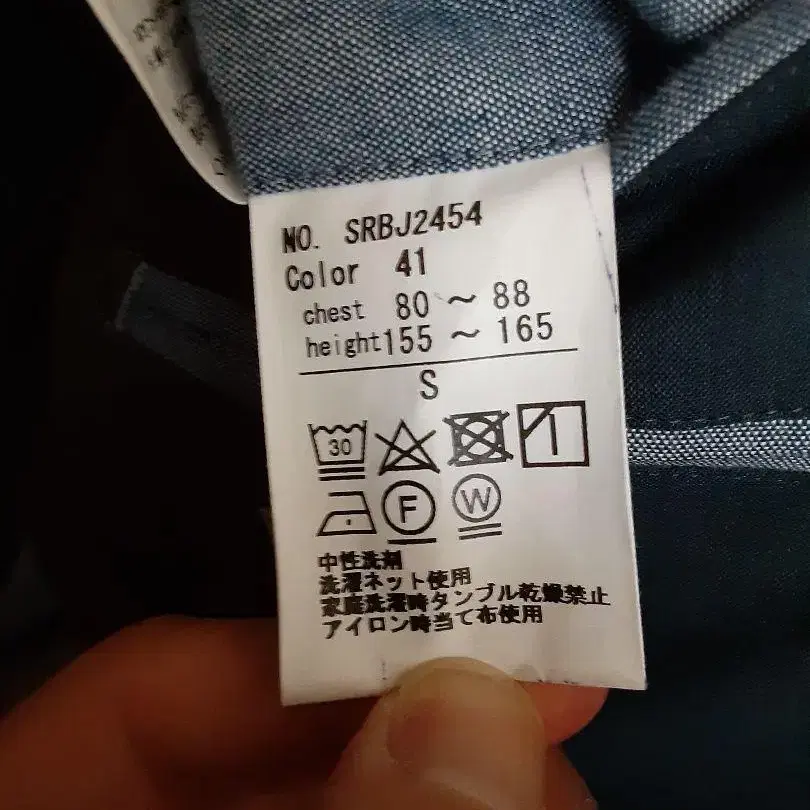 NO. SRBJ2454
Color 41
chest 80 ~ 88
height155 ~ 165
S
30
F W
中性洗剤
洗濯ネット使用
家庭洗濯時タンブル乾燥禁止
アイロン時当て布使用